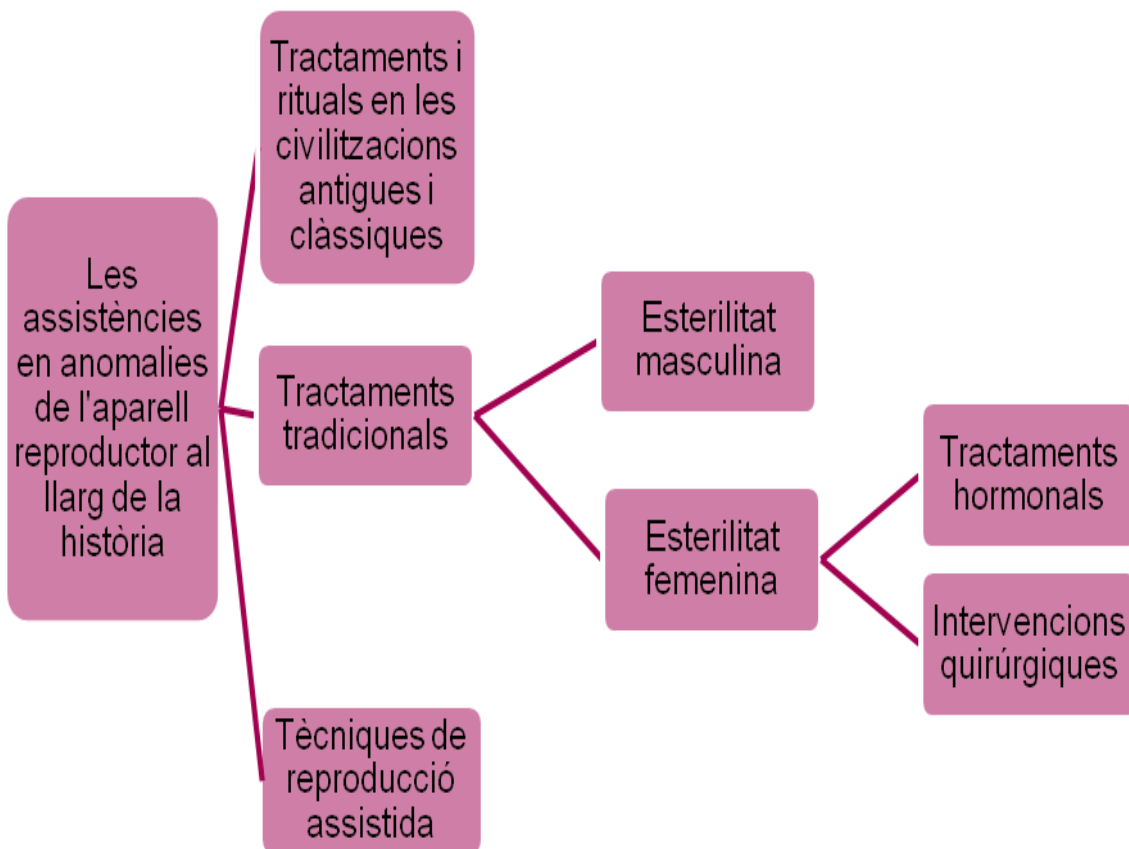 Les
assistències
en anomalies
de l'aparell
reproductor al
llarg de la
història
Tractaments i
rituals en les
civilitzacions
antigues i
clàssiques
Tractaments
tradicionals
Esterilitat
masculina
Esterilitat
femenina
Tractaments
hormonals
Intervencions
quirúrgiques
Tècniques de
reproducció
assistida